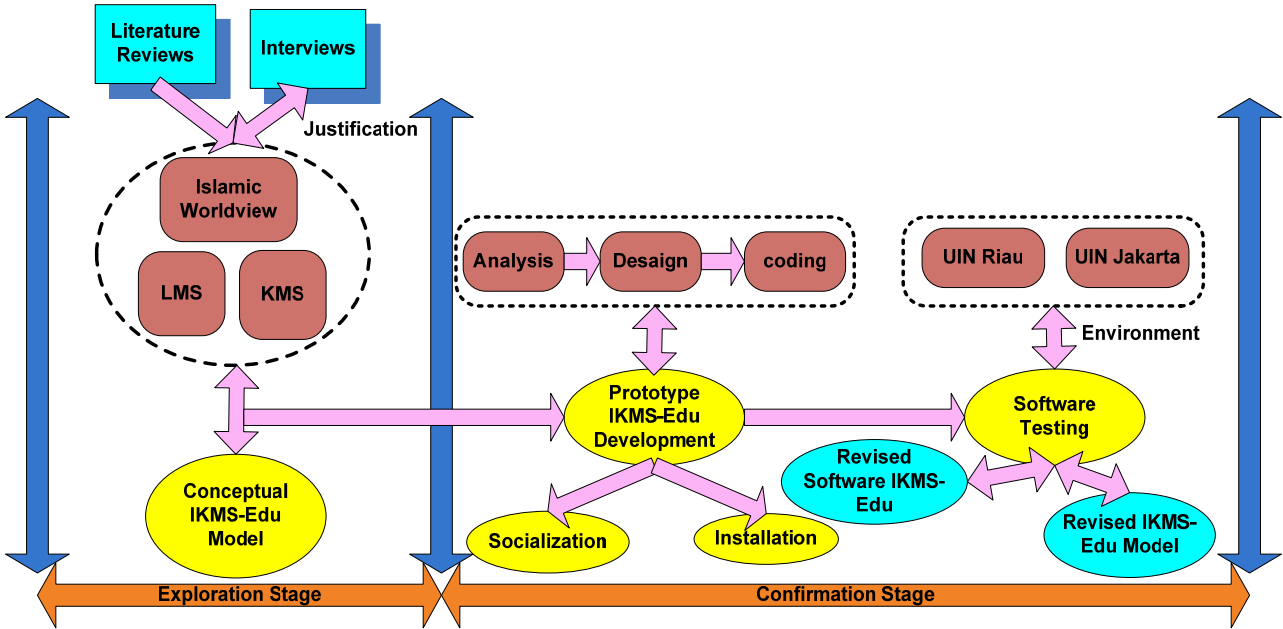 Literature
Reviews
Interviews
Justification
Islamic
Worldview
LMS
KMS
Analysis
Desaign
coding
UIN Riau
UIN Jakarta
Environment
Prototype
IKMS-Edu
Development
Software
Testing
Conceptual
IKMS-Edu
Model
Revised
Software IKMS-
Edu
Revised IKMS-
Edu Model
Socialization
Installation
Exploration Stage
Confirmation Stage